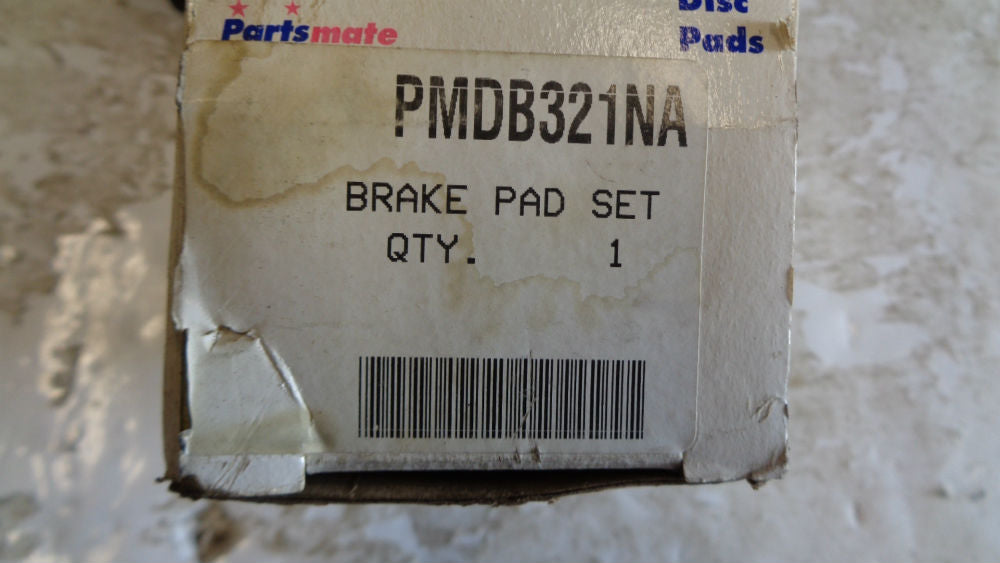 Partsmate
Disc
Pads
PMDB321NA
BRAKE PAD SET
QTY. 1